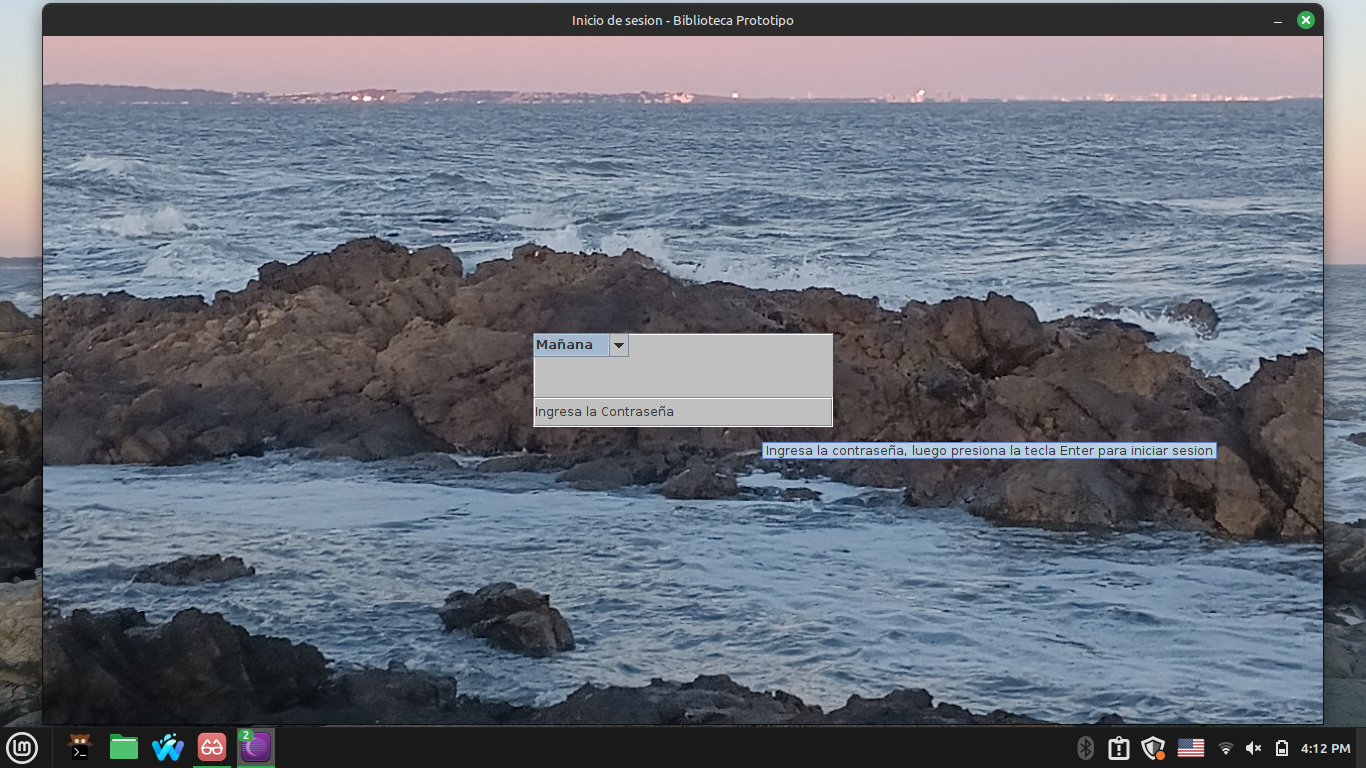 Inicio de sesion - Biblioteca Prototipo
Mañana
Ingresa la Contraseña
Ingresa la contraseña, luego presiona la tecla Enter para iniciar sesion
2
4:12 PM